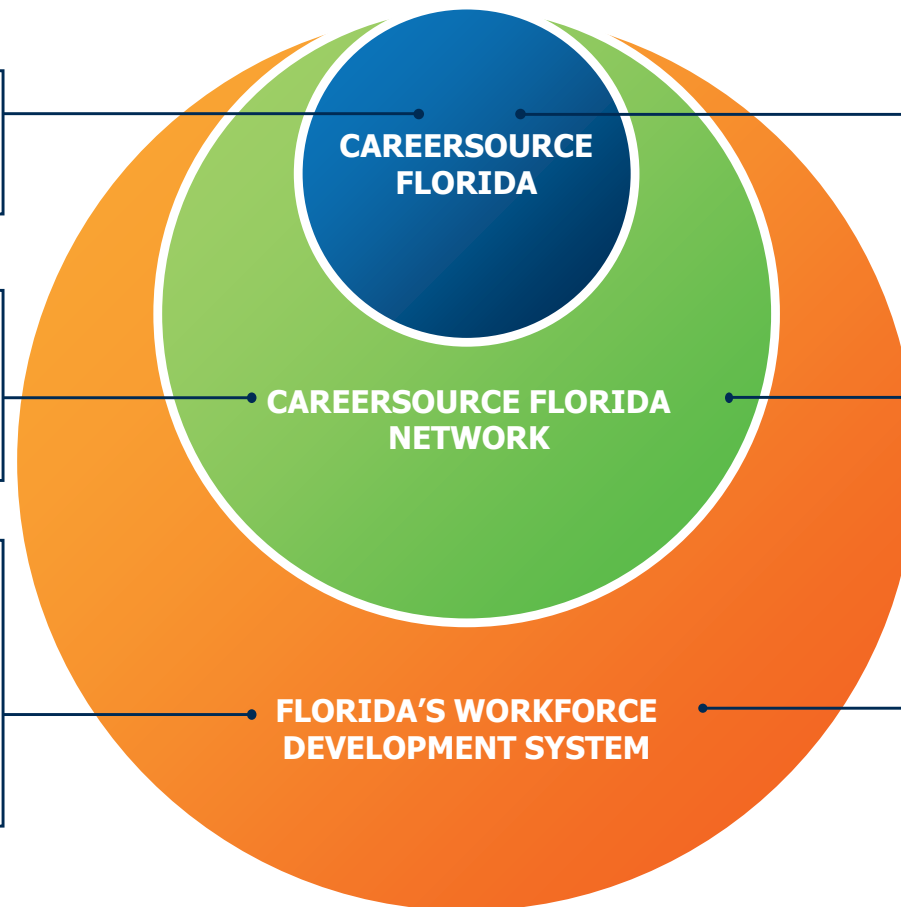 CAREERSOURCE
FLORIDA
CAREERSOURCE FLORIDA
NETWORK
FLORIDA'S WORKFORCE
DEVELOPMENT SYSTEM